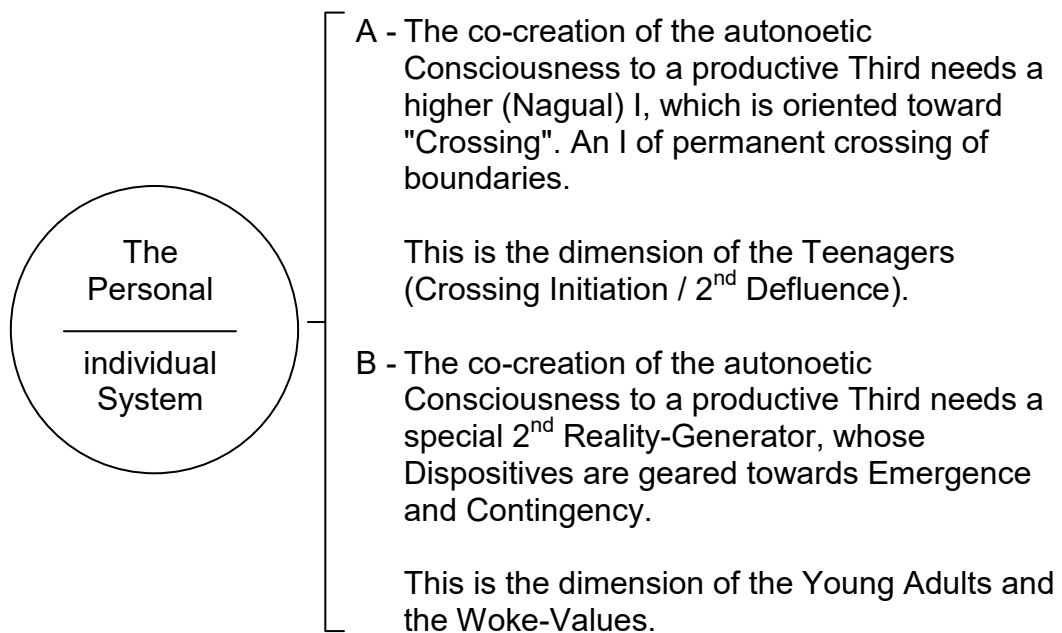 The
Personal
individual
System
A - The co-creation of the autonoetic
Consciousness to a productive Third needs a
higher (Nagual) I, which is oriented toward
"Crossing". An I of permanent crossing of
boundaries.
This is the dimension of the Teenagers
(Crossing Initiation / 2nd Defluence).
B - The co-creation of the autonoetic
Consciousness to a productive Third needs a
special 2nd Reality-Generator, whose
Dispositives are geared towards Emergence
and Contingency.
This is the dimension of the Young Adults and
the Woke-Values.